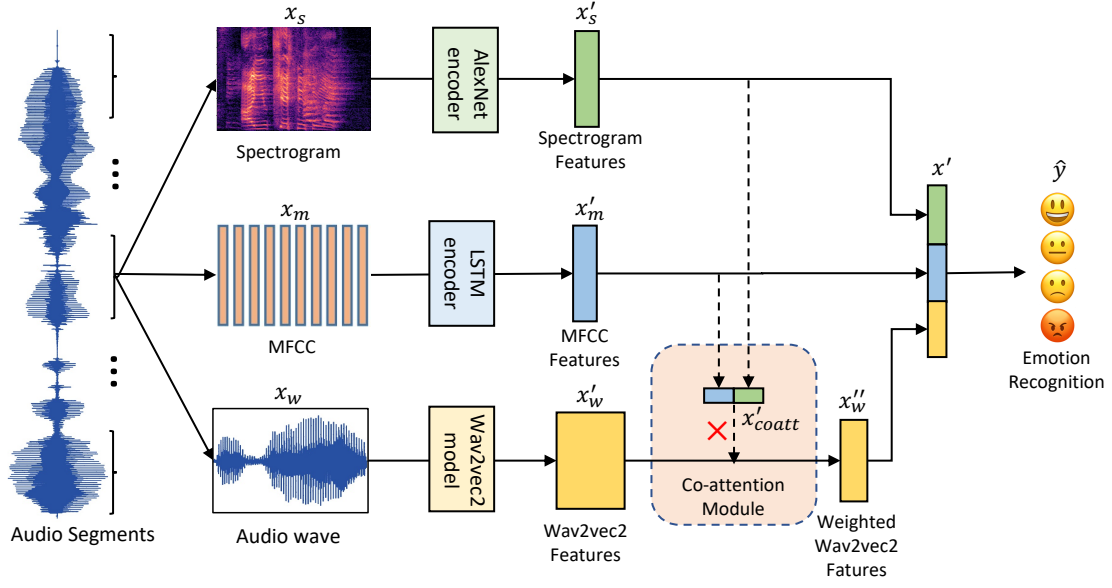 Audio Segments
x_s
Spectrogram
AlexNet
encoder
x'_s
Spectrogram
Features
x_m
MFCC
LSTM
encoder
x'_m
MFCC
Features
x_w
Audio wave
Wav2vec2
model
x'_w
Wav2vec2
Features
x'_{coatt}
Co-attention
Module
x''_w
Weighted
Wav2vec2
Fatures
x'
ŷ
Emotion
Recognition